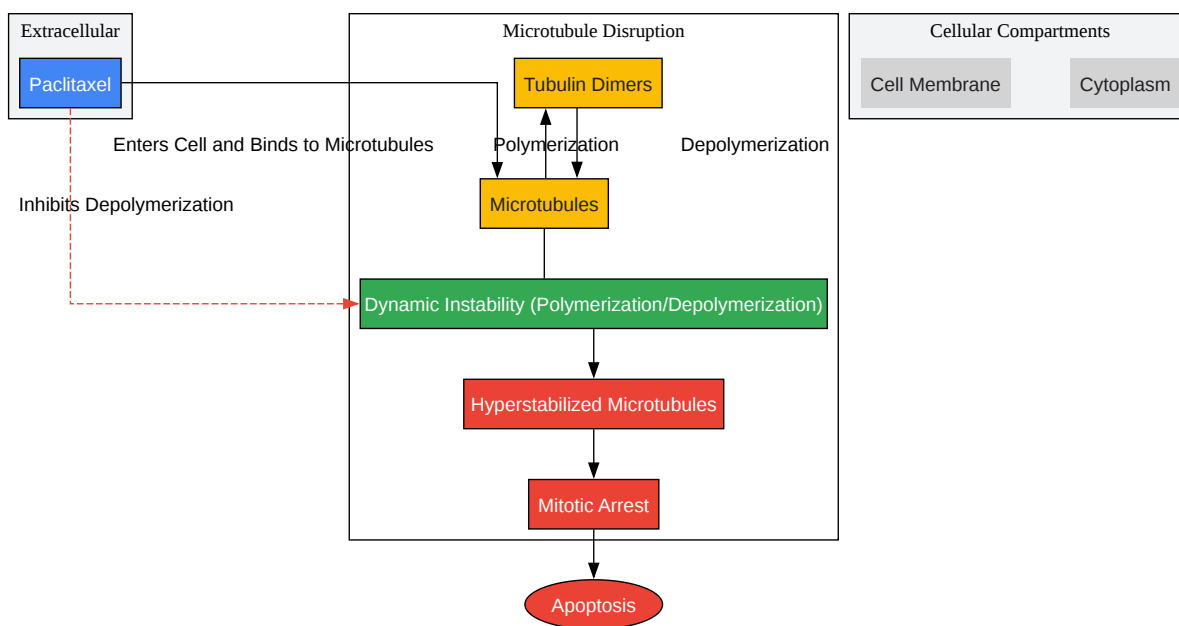 Extracellular
Paclitaxel
Microtubule Disruption
Tubulin Dimers
Cellular Compartments
Cell Membrane
Cytoplasm
Enters Cell and Binds to Microtubules
Polymerization
Depolymerization
Inhibits Depolymerization
Microtubules
Dynamic Instability (Polymerization/Depolymerization)
Hyperstabilized Microtubules
Mitotic Arrest
Apoptosis